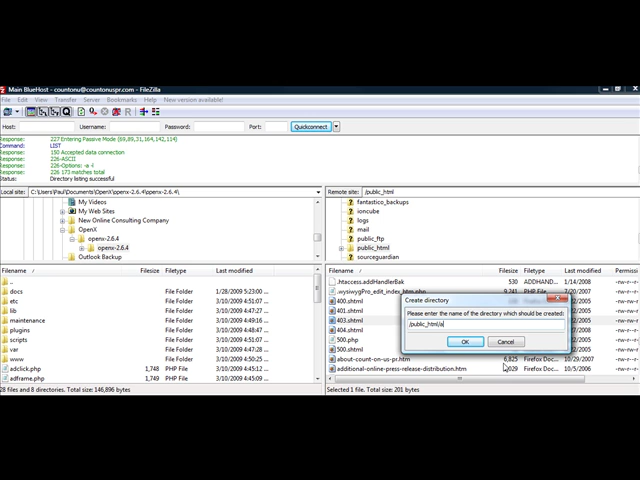 Main BlueHost - countonu@countonuspr.com - FileZilla
File Edit View Transfer Server Bookmarks Help New version available!
Host: Username: Password: Port: Quickconnect
Response: 227 Entering Passive Mode (69,89,31,164,142,114)
Command: LIST
Response: 150 Accepted data connection
Response: 226-ASCII
Response: 226-Options: -a -l
Response: 226 173 matches total
Status: Directory listing successful
Local site: C:\Users\Paul\Documents\OpenX\openx-2.6.4\openx-2.6.4\
Remote site: /public_html
My Videos
My Web Sites
New Online Consulting Company
OpenX
openx-2.6.4
openx-2.6.4
Outlook Backup
fantastico_backups
ioncube
logs
mail
public_ftp
public_html
sourceguardian
Filename / Filesize Filetype Last modified
..
docs File Folder 1/28/2009 5:23:00...
etc File Folder 3/10/2009 4:50:51...
lib File Folder 3/10/2009 4:51:07...
maintenance File Folder 3/10/2009 4:51:08...
plugins File Folder 3/10/2009 4:51:38...
scripts File Folder 3/10/2009 4:51:39...
var File Folder 3/10/2009 4:51:40...
www File Folder 3/10/2009 4:52:42...
adclick.php 1,748 PHP File 3/10/2009 4:49:09...
adframe.php 1,749 PHP File 3/10/2009 4:49:09...
28 files and 8 directories. Total size: 146,896 bytes
Filename / Filesize Filetype Last modified Permissi
.htaccess.addHandlerBak 530 ADDHAND... 1/14/2008 -rw-r--r
.wysiwygPro_edit_index_htm.php
400.shtml
401.shtml
403.shtml
404.shtml
500.php
500.shtml
about-count-on-us-pr.htm 6,825 Firefox Doc... 10/29/2007 -rw-r--r
additional-online-press-release-distribution.htm Firefox Doc... 10/5/2006 -rw-r--r
Selected 1 file. Total size: 201 bytes
Create directory
Please enter the name of the directory which should be created:
/public_html/a
OK Cancel